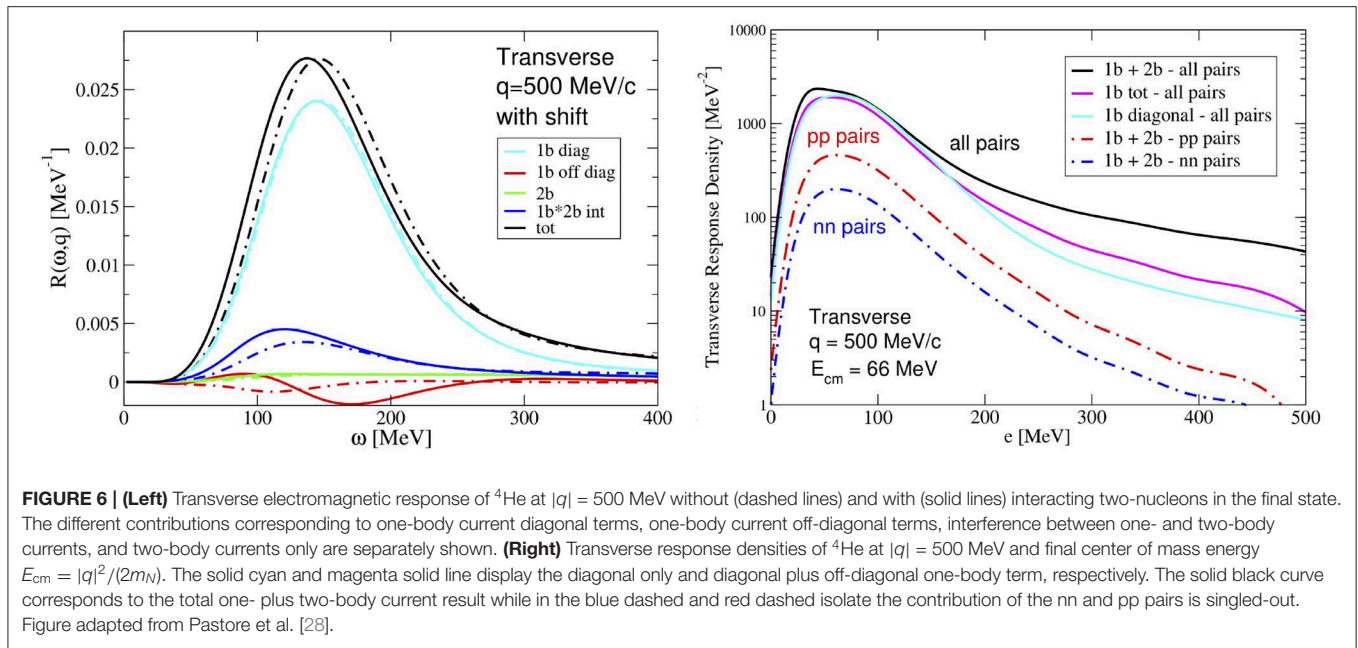 Transverse
q=500 MeV/c
with shift
1b diag
1b off diag
2b
1b*2b int
tot
R(ω,q) [MeV⁻¹]
0.025
0.02
0.015
0.01
0.005
0
0
100
200
300
400
ω [MeV]
1b + 2b - all pairs
1b tot - all pairs
1b diagonal - all pairs
1b + 2b - pp pairs
1b + 2b - nn pairs
pp pairs
all pairs
nn pairs
Transverse
q = 500 MeV/c
E_cm = 66 MeV
Transverse Response Density [MeV⁻²]
10000
1000
100
10
1
0
100
200
300
400
500
e [MeV]
FIGURE 6 | (Left) Transverse electromagnetic response of ⁴He at |q| = 500 MeV without (dashed lines) and with (solid lines) interacting two-nucleons in the final state.
The different contributions corresponding to one-body current diagonal terms, one-body current off-diagonal terms, interference between one- and two-body
currents, and two-body currents only are separately shown. (Right) Transverse response densities of ⁴He at |q| = 500 MeV and final center of mass energy
E_cm = |q|²/(2m_N). The solid cyan and magenta solid line display the diagonal only and diagonal plus off-diagonal one-body term, respectively. The solid black curve
corresponds to the total one- plus two-body current result while in the blue dashed and red dashed isolate the contribution of the nn and pp pairs is singled-out.
Figure adapted from Pastore et al. [28].